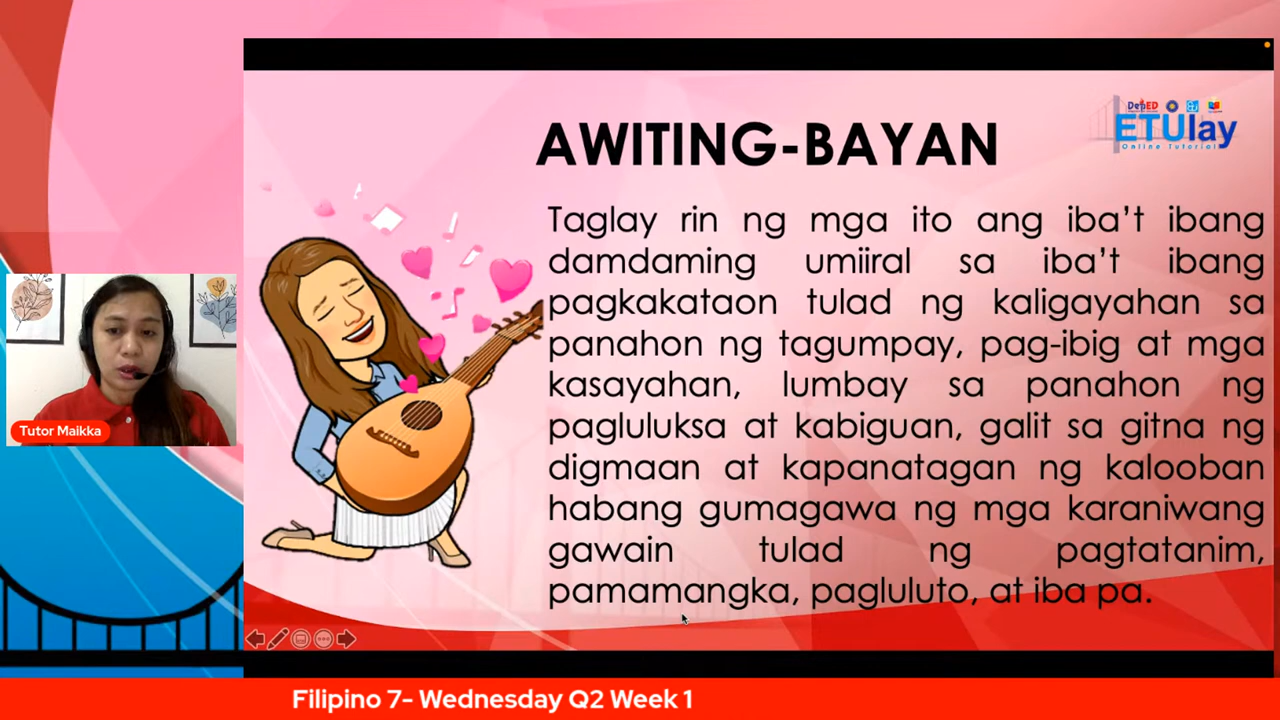 AWITING-BAYAN
DepED
ETUlay
Online Tutorial
Taglay rin ng mga ito ang iba't ibang
damdaming umiiral sa iba't ibang
pagkakataon tulad ng kaligayahan sa
panahon ng tagumpay, pag-ibig at mga
kasayahan, lumbay sa panahon ng
pagluluksa at kabiguan, galit sa gitna ng
digmaan at kapanatagan ng kalooban
habang gumagawa ng mga karaniwang
gawain tulad ng pagtatanim,
pamamangka, pagluluto, at iba pa.
Tutor Maikka
Filipino 7- Wednesday Q2 Week 1